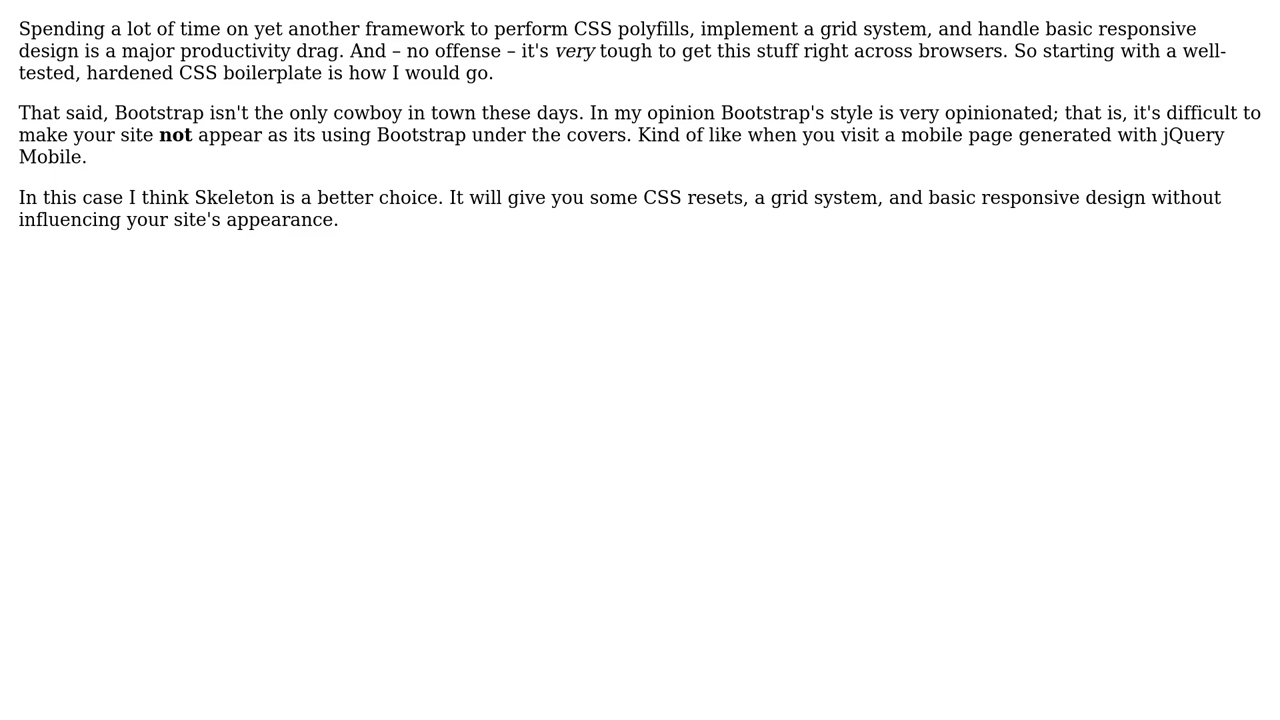 Spending a lot of time on yet another framework to perform CSS polyfills, implement a grid system, and handle basic responsive
design is a major productivity drag. And – no offense – it's very tough to get this stuff right across browsers. So starting with a well-
tested, hardened CSS boilerplate is how I would go.
That said, Bootstrap isn't the only cowboy in town these days. In my opinion Bootstrap's style is very opinionated; that is, it's difficult to
make your site not appear as its using Bootstrap under the covers. Kind of like when you visit a mobile page generated with jQuery
Mobile.
In this case I think Skeleton is a better choice. It will give you some CSS resets, a grid system, and basic responsive design without
influencing your site's appearance.